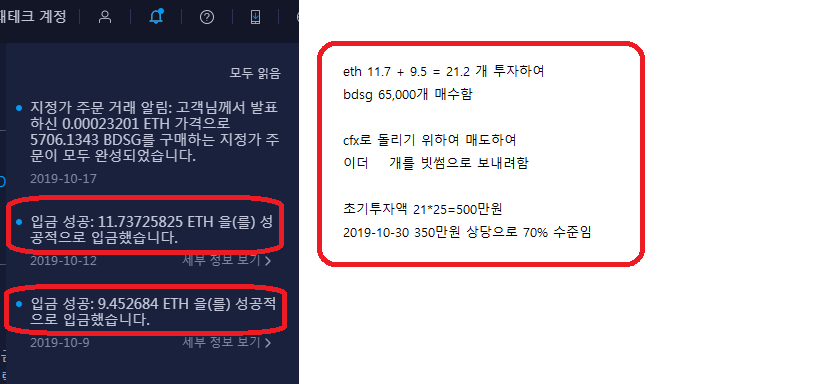 재테크 계정
모두 읽음
지정가 주문 거래 알림: 고객님께서 발표
하신 0.00023201 ETH 가격으로
5706.1343 BDSG를 구매하는 지정가 주
문이 모두 완성되었습니다.
2019-10-17
입금 성공: 11.73725825 ETH 을(를) 성
공적으로 입금했습니다.
2019-10-12 세부 정보 보기
입금 성공: 9.452684 ETH 을(를) 성공적
으로 입금했습니다.
2019-10-9 세부 정보 보기
eth 11.7 + 9.5 = 21.2 개 투자하여
bdsg 65,000개 매수함
cfx로 돌리기 위하여 매도하여
이더 개를 빗썸으로 보내려함
초기투자액 21*25=500만원
2019-10-30 350만원 상당으로 70% 수준임